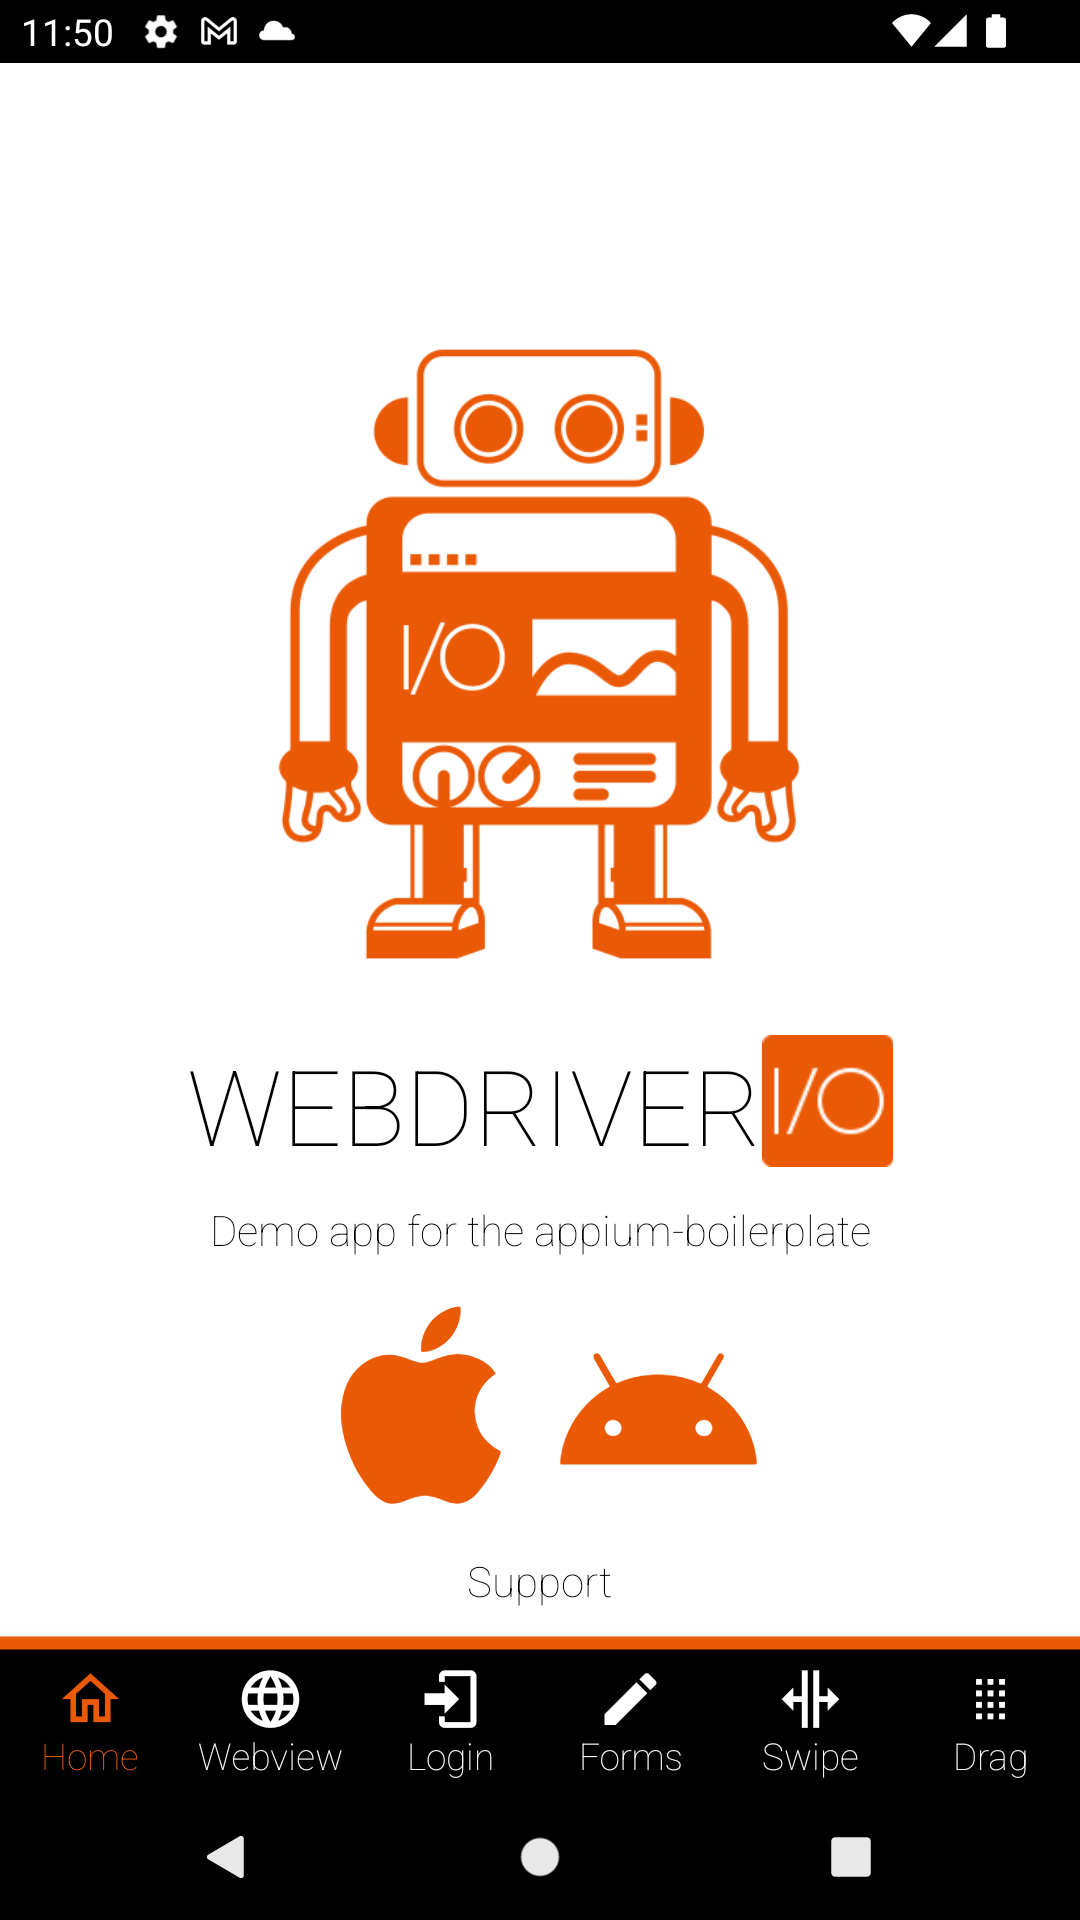 11:50
I/O
WEBDRIVER I/O
Demo app for the appium-boilerplate
Support
Home Webview Login Forms Swipe Drag